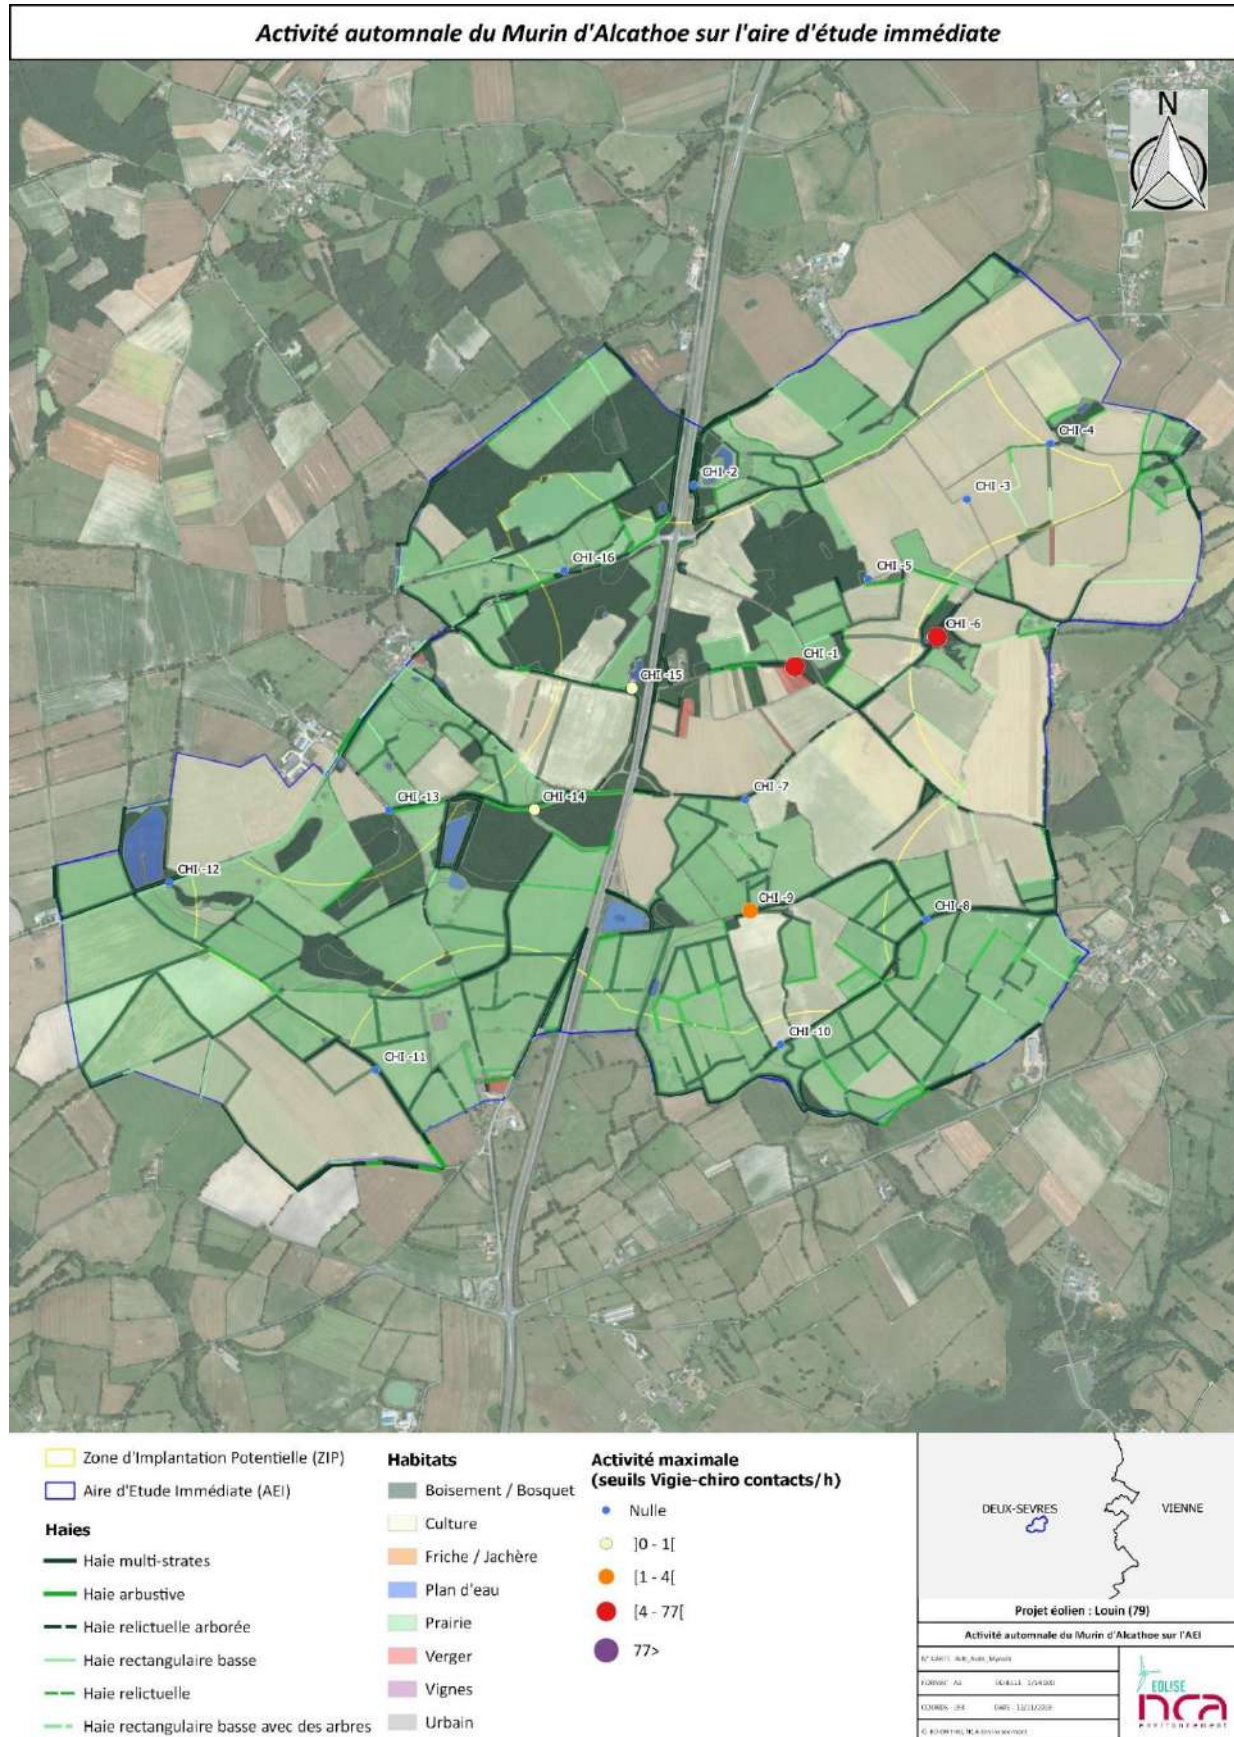 Activité automnale du Murin d'Alcathoe sur l'aire d'étude immédiate
N
CHI -4
CHI -2
CHI -3
CHI -16
CHI -5
CHI -6
CHI -1
CHI -15
CHI -7
CHI -13
CHI -14
CHI -12
CHI -9
CHI -8
CHI -10
CHI -11
Zone d'Implantation Potentielle (ZIP)
Aire d'Etude Immédiate (AEI)
Haies
Haie multi-strates
Haie arbustive
Haie relictuelle arborée
Haie rectangulaire basse
Haie relictuelle
Haie rectangulaire basse avec des arbres
Habitats
Boisement / Bosquet
Culture
Friche / Jachère
Plan d'eau
Prairie
Verger
Vignes
Urbain
Activité maximale
(seuils Vigie-chiro contacts/h)
Nulle
]0 - 1[
[1 - 4[
[4 - 77[
77>
DEUX-SEVRES
VIENNE
Projet éolien : Louin (79)
Activité automnale du Murin d'Alcathoe sur l'AEI
EOLISE
nca
environnement